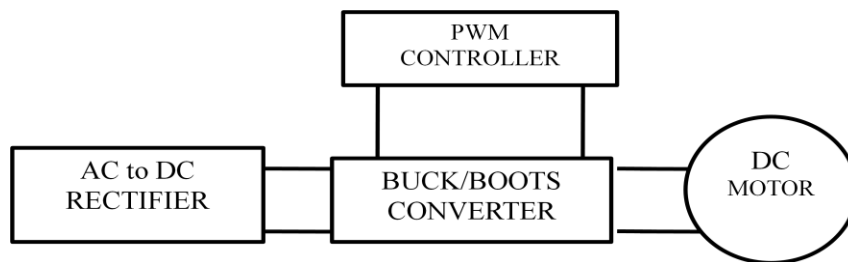 PWM
CONTROLLER
AC to DC
RECTIFIER
BUCK/BOOTS
CONVERTER
DC
MOTOR